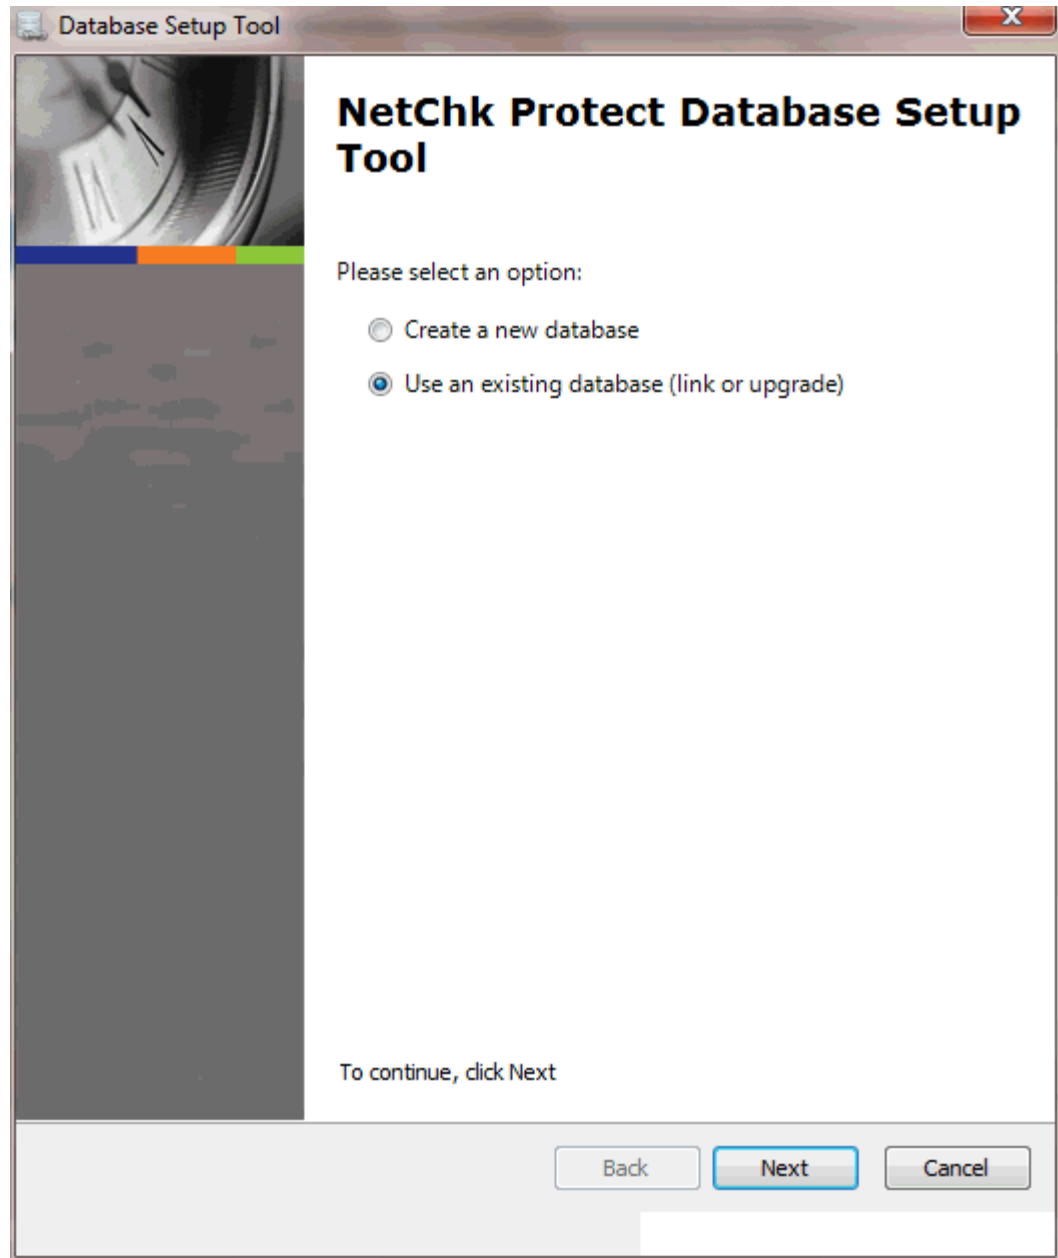 Database Setup Tool
NetChk Protect Database Setup
Tool
Please select an option:
Create a new database
Use an existing database (link or upgrade)
To continue, click Next
Back
Next
Cancel